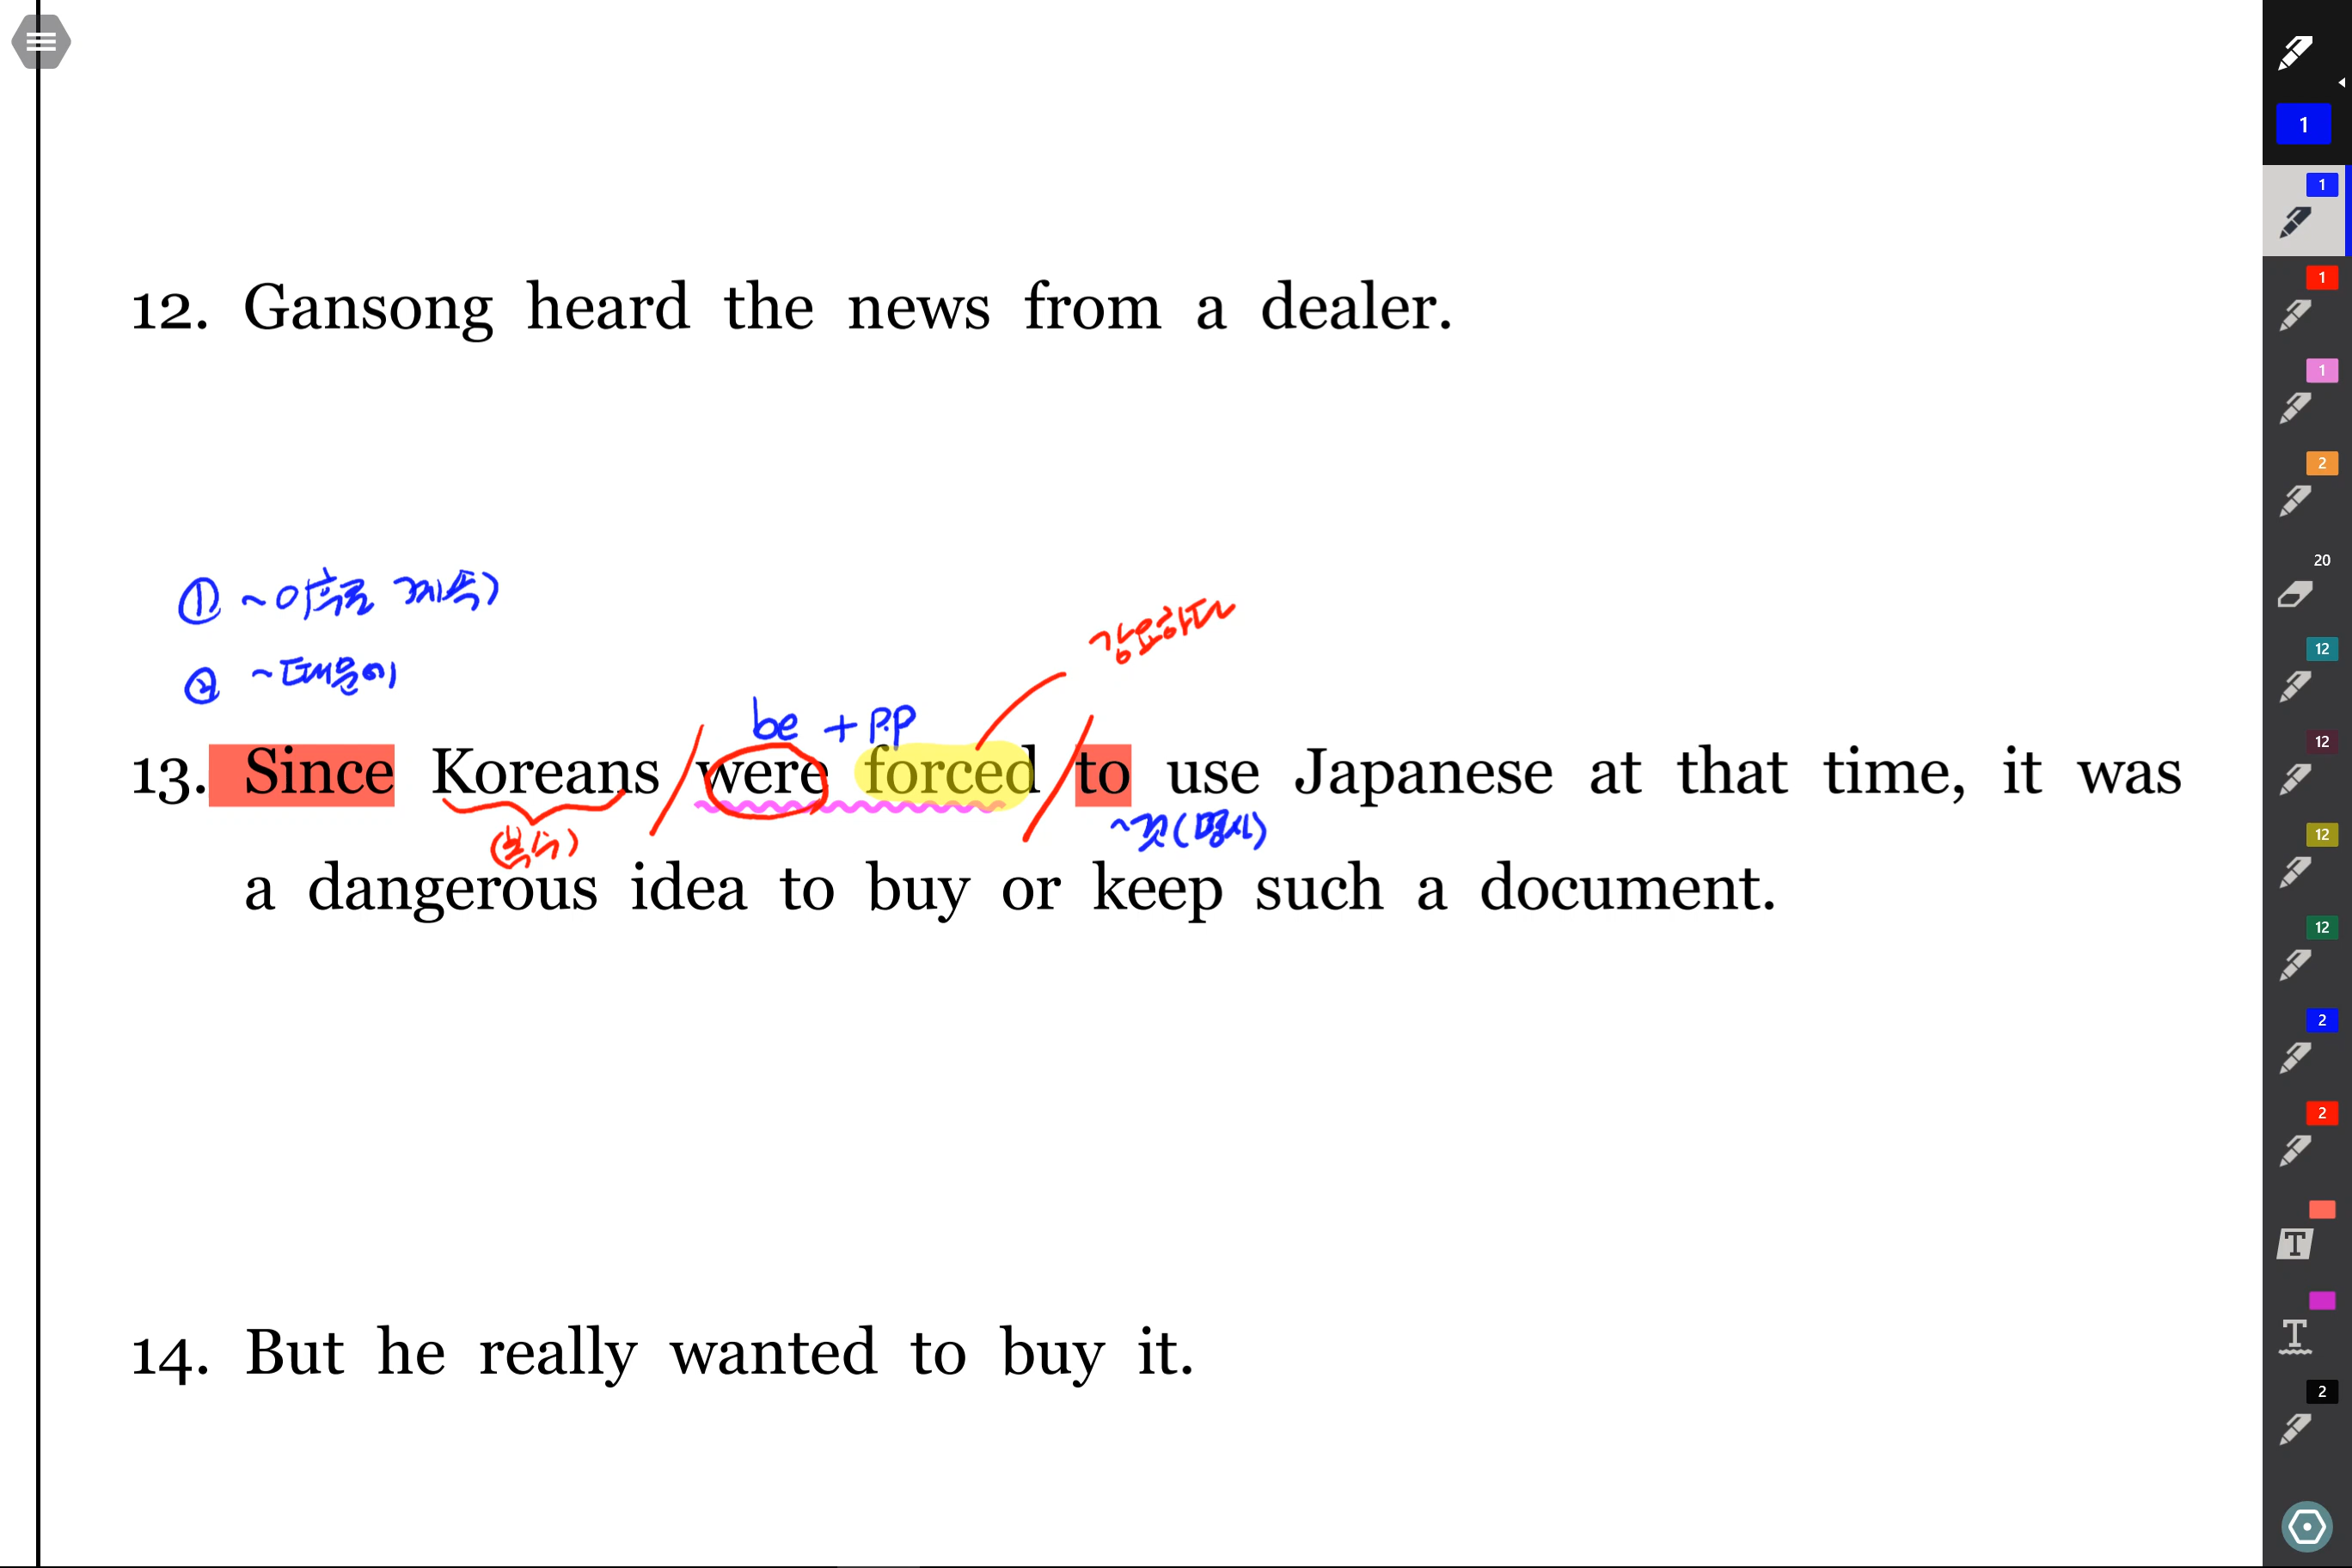 12. Gansong heard the news from a dealer.
① ~이후로 계속)
② ~때문에
강요하다
be + P.P
13. Since Koreans were forced to use Japanese at that time, it was
(복수)
~것(명사)
a dangerous idea to buy or keep such a document.
14. But he really wanted to buy it.
1
1
1
1
2
20
12
12
12
12
2
2
T
T
2